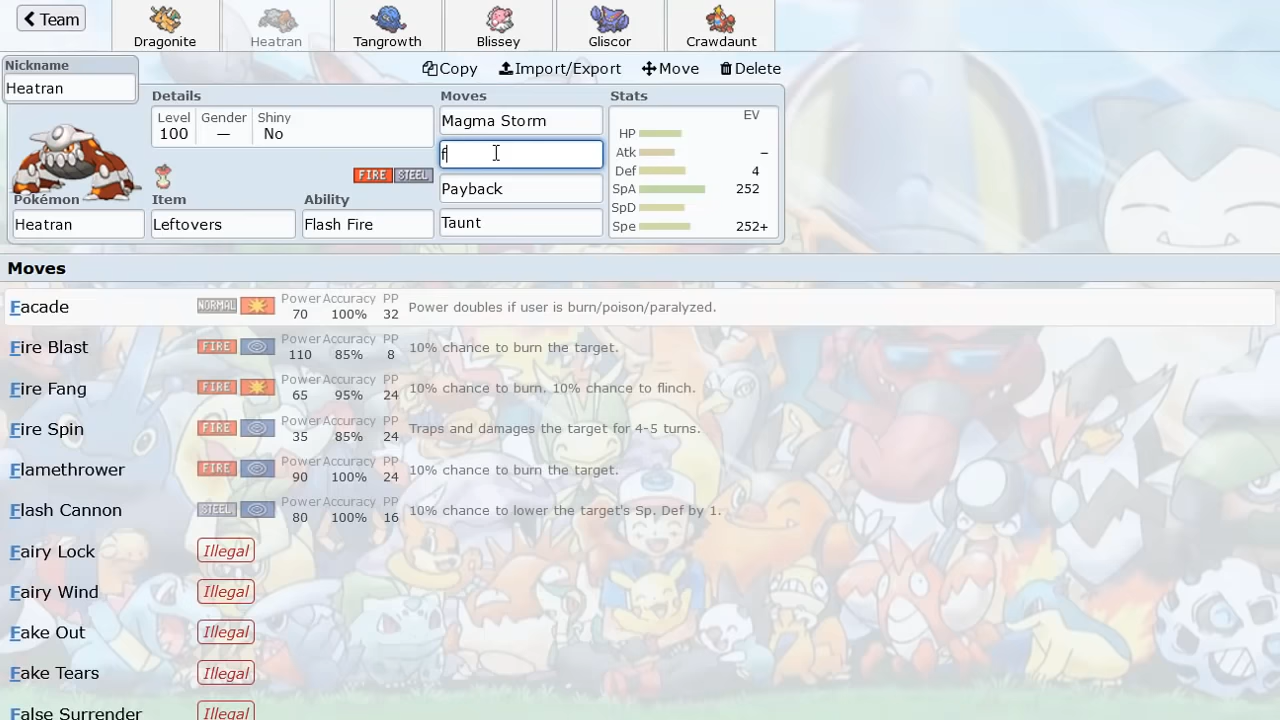 Team
Dragonite
Heatran
Tangrowth
Blissey
Gliscor
Crawdaunt
Copy Import/Export Move Delete
Nickname
Heatran
Details
Level Gender Shiny
100 — No
FIRE STEEL
Pokémon Item Ability
Heatran Leftovers Flash Fire
Moves
Magma Storm
f
Payback
Taunt
Stats
EV
HP
Atk –
Def 4
SpA 252
SpD
Spe 252+
Moves
Facade NORMAL Power 70 Accuracy 100% PP 32 Power doubles if user is burn/poison/paralyzed.
Fire Blast FIRE Power 110 Accuracy 85% PP 8 10% chance to burn the target.
Fire Fang FIRE Power 65 Accuracy 95% PP 24 10% chance to burn. 10% chance to flinch.
Fire Spin FIRE Power 35 Accuracy 85% PP 24 Traps and damages the target for 4-5 turns.
Flamethrower FIRE Power 90 Accuracy 100% PP 24 10% chance to burn the target.
Flash Cannon STEEL Power 80 Accuracy 100% PP 16 10% chance to lower the target's Sp. Def by 1.
Fairy Lock Illegal
Fairy Wind Illegal
Fake Out Illegal
Fake Tears Illegal
False Surrender Illegal